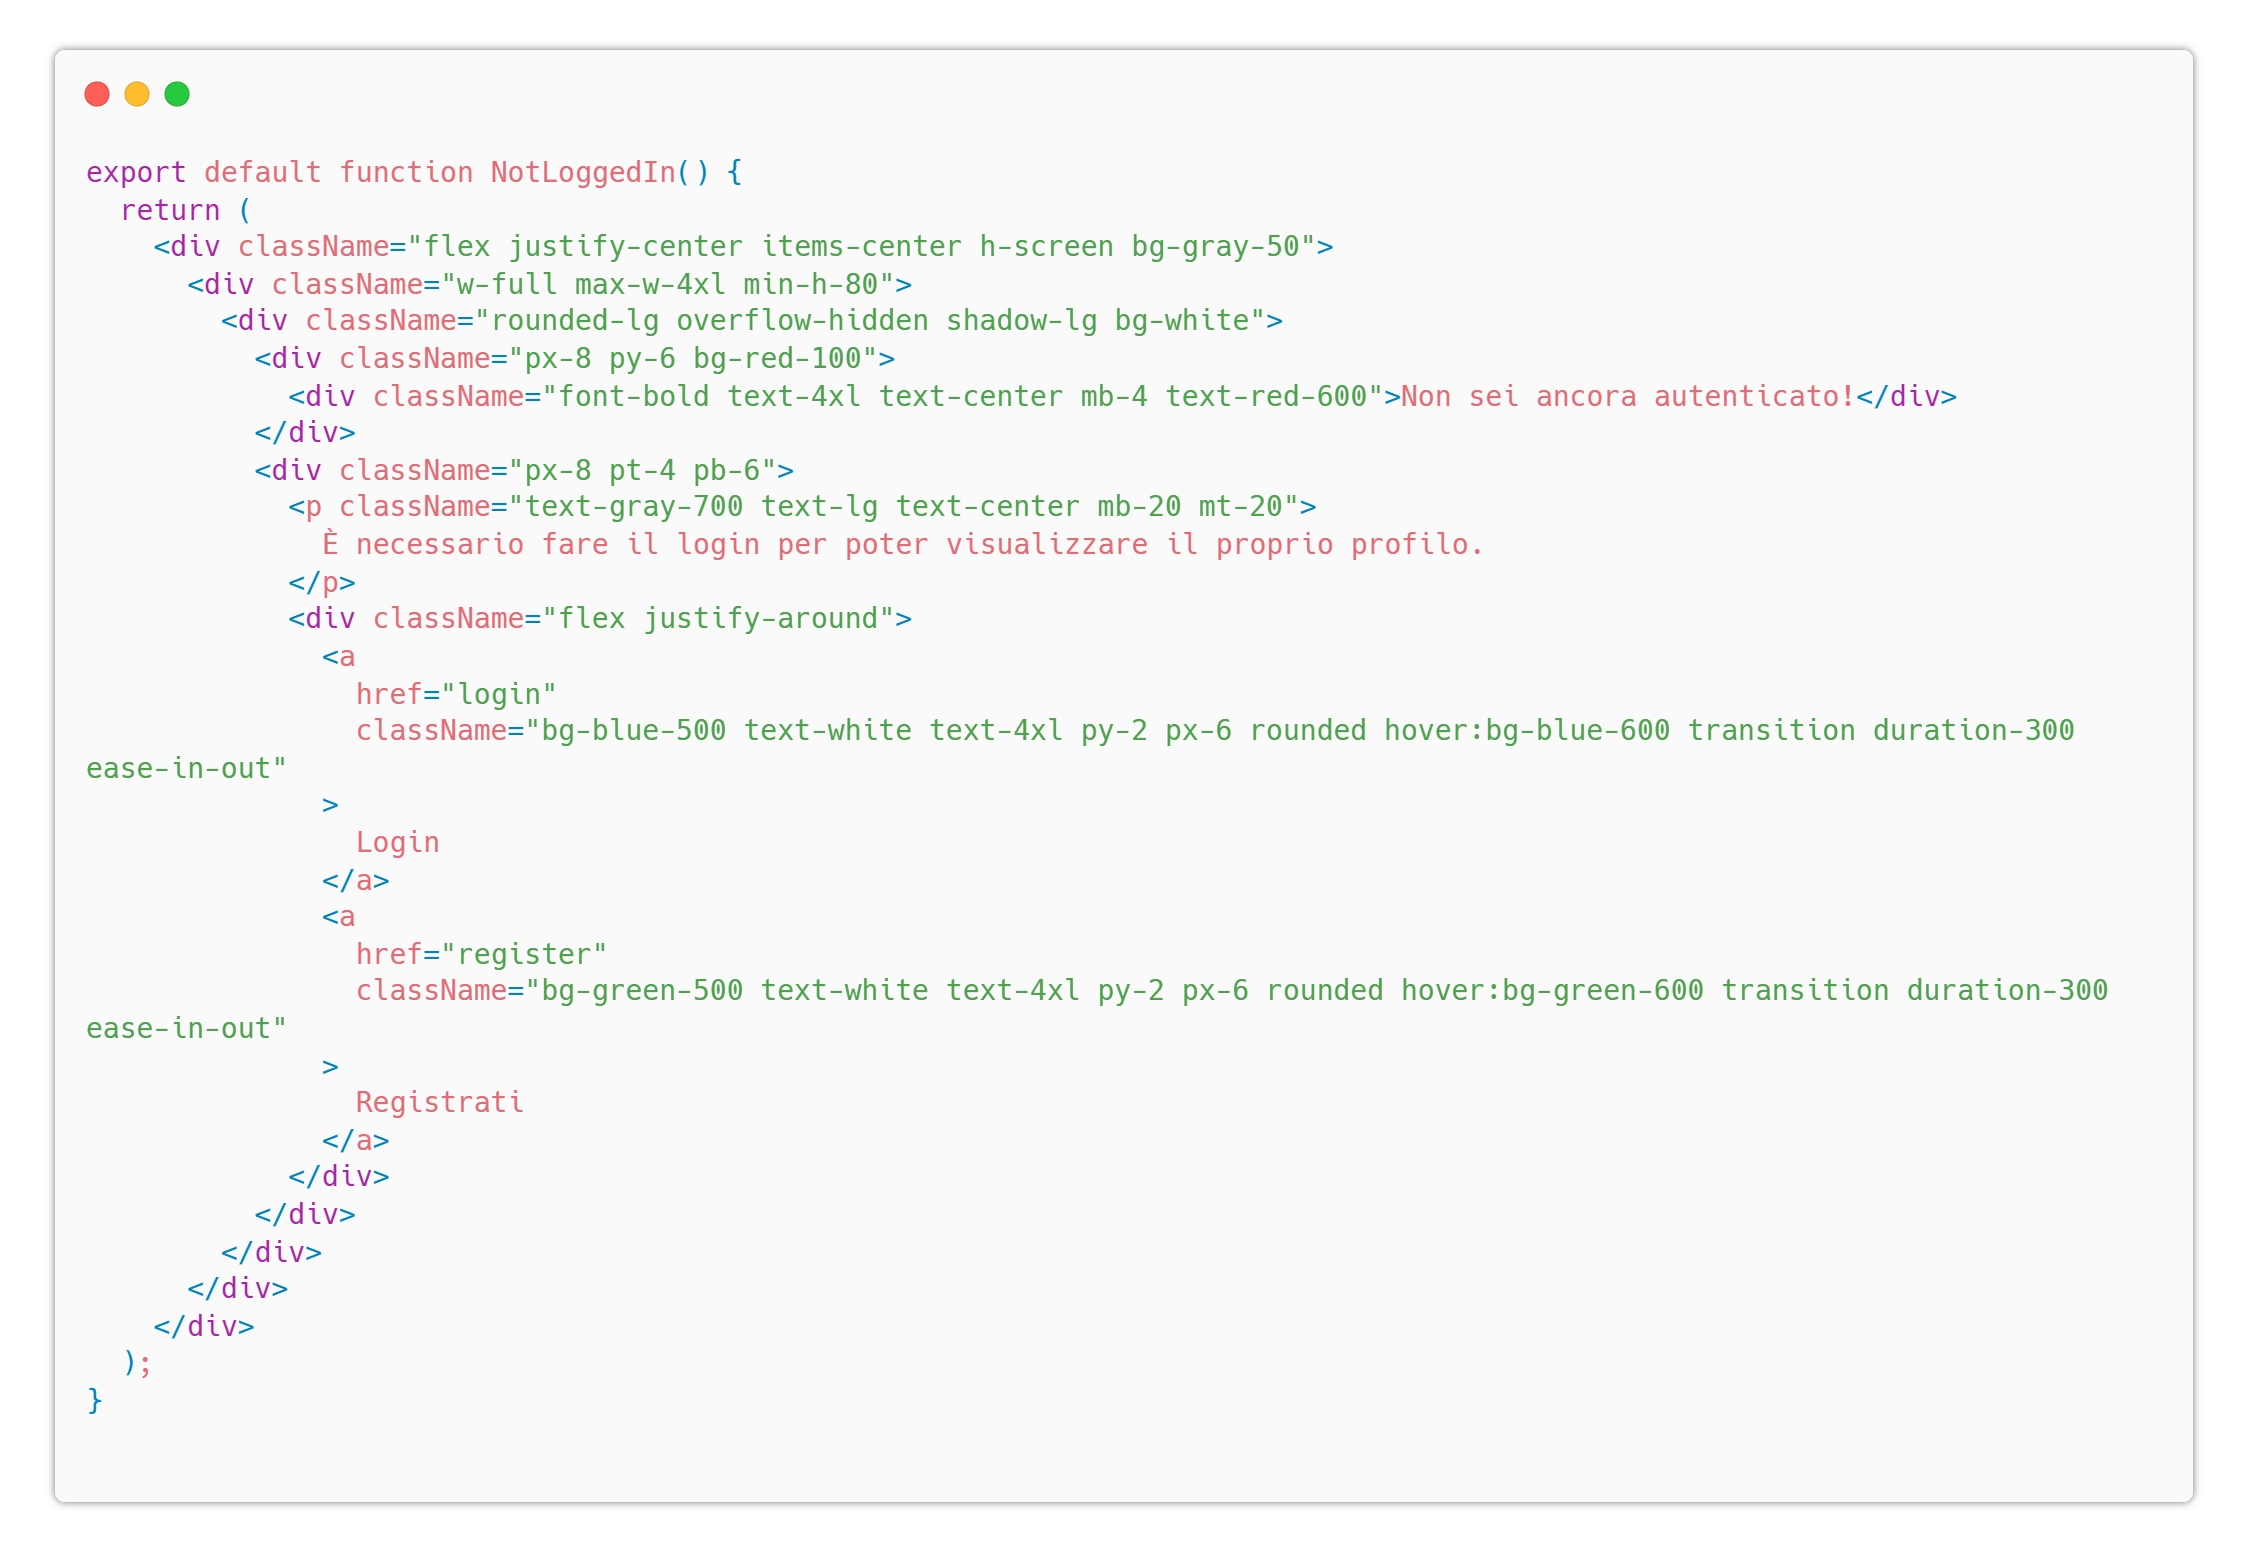 export default function NotLoggedIn() {
  return (
    <div className="flex justify-center items-center h-screen bg-gray-50">
      <div className="w-full max-w-4xl min-h-80">
        <div className="rounded-lg overflow-hidden shadow-lg bg-white">
          <div className="px-8 py-6 bg-red-100">
            <div className="font-bold text-4xl text-center mb-4 text-red-600">Non sei ancora autenticato!</div>
          </div>
          <div className="px-8 pt-4 pb-6">
            <p className="text-gray-700 text-lg text-center mb-20 mt-20">
              È necessario fare il login per poter visualizzare il proprio profilo.
            </p>
            <div className="flex justify-around">
              <a
                href="login"
                className="bg-blue-500 text-white text-4xl py-2 px-6 rounded hover:bg-blue-600 transition duration-300
ease-in-out"
              >
                Login
              </a>
              <a
                href="register"
                className="bg-green-500 text-white text-4xl py-2 px-6 rounded hover:bg-green-600 transition duration-300
ease-in-out"
              >
                Registrati
              </a>
            </div>
          </div>
        </div>
      </div>
    </div>
  );
}